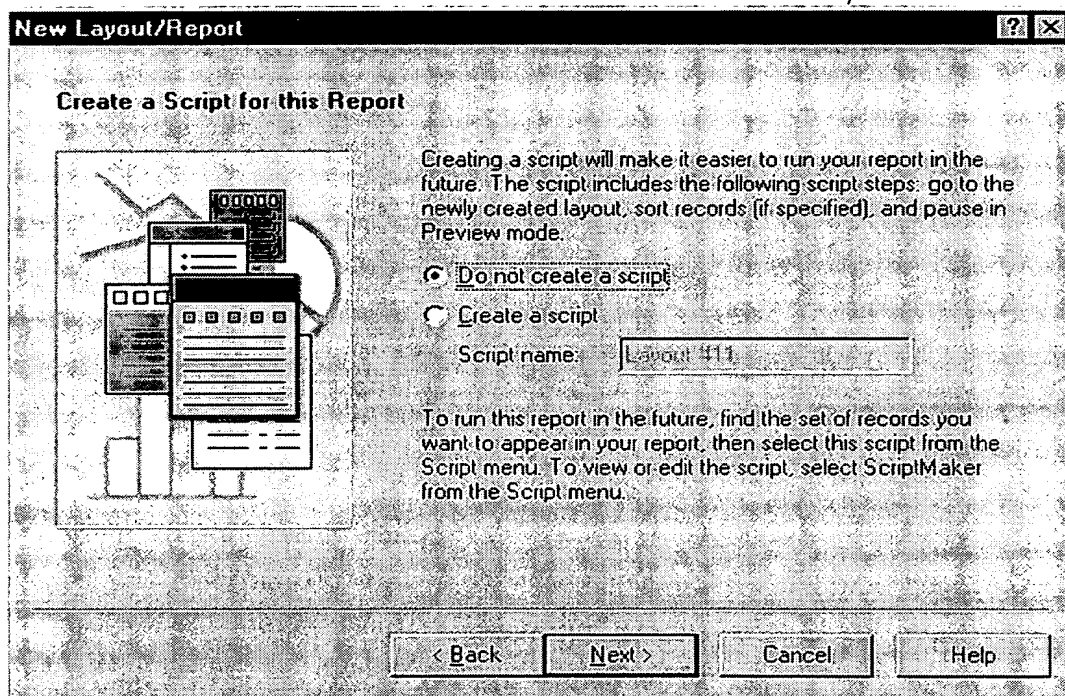 New Layout/Report
Create a Script for this Report
Creating a script will make it easier to run your report in the
future. The script includes the following script steps: go to the
newly created layout, sort records (if specified), and pause in
Preview mode.
Do not create a script
Create a script
Script name: Layout #11
To run this report in the future, find the set of records you
want to appear in your report, then select this script from the
Script menu. To view or edit the script, select ScriptMaker
from the Script menu.
< Back Next > Cancel Help